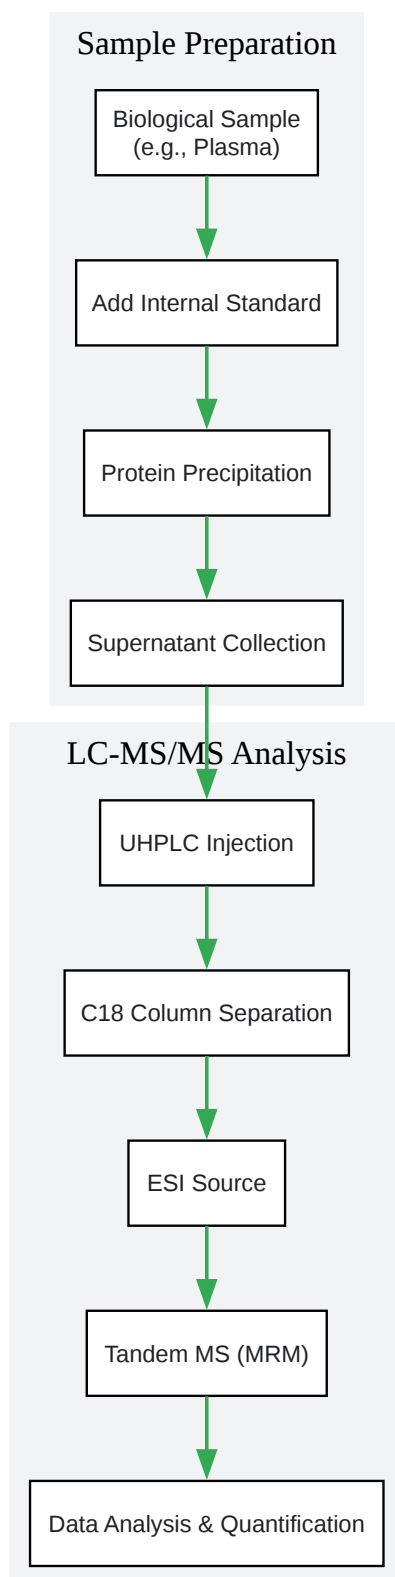 Sample Preparation
Biological Sample
(e.g., Plasma)
Add Internal Standard
Protein Precipitation
Supernatant Collection
LC-MS/MS Analysis
UHPLC Injection
C18 Column Separation
ESI Source
Tandem MS (MRM)
Data Analysis & Quantification